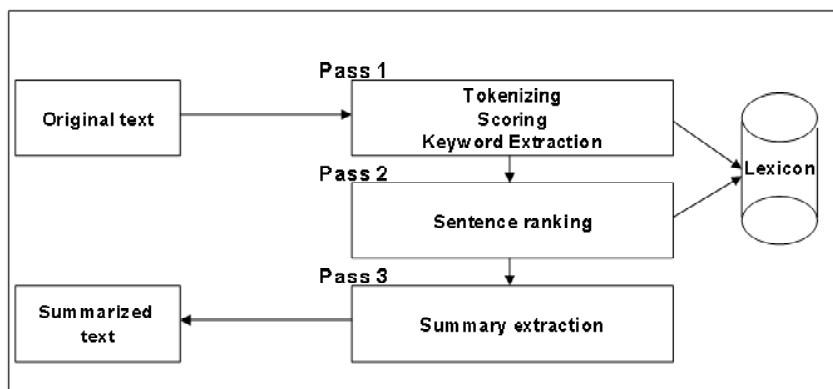 Pass 1
Original text
Tokenizing
Scoring
Keyword Extraction
Lexicon
Pass 2
Sentence ranking
Pass 3
Summarized
text
Summary extraction